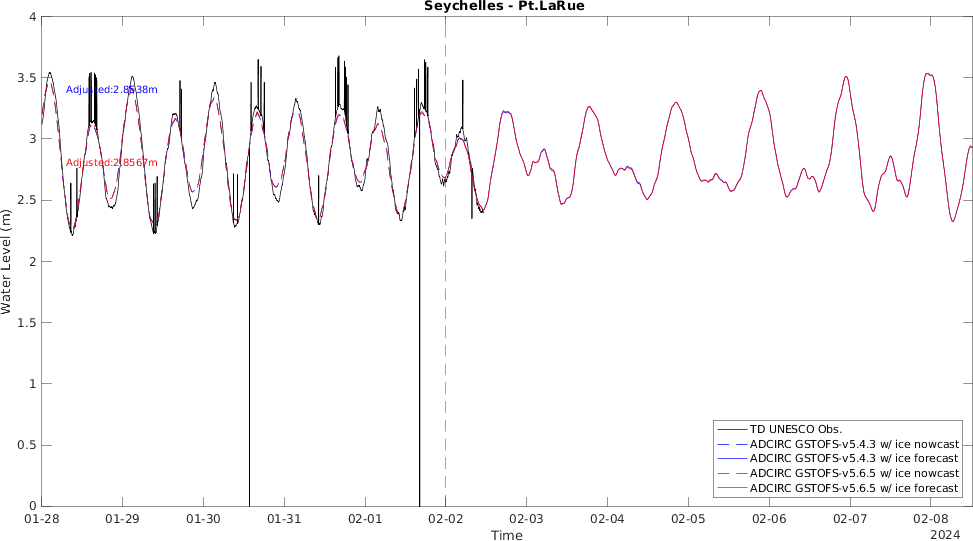 Seychelles - Pt.LaRue
4
3.5
3
2.5
2
1.5
1
0.5
0
Water Level (m)
Adjusted:2.8538m
Adjusted:2.8567m
TD UNESCO Obs.
ADCIRC GSTOFS-v5.4.3 w/ ice nowcast
ADCIRC GSTOFS-v5.4.3 w/ ice forecast
ADCIRC GSTOFS-v5.6.5 w/ ice nowcast
ADCIRC GSTOFS-v5.6.5 w/ ice forecast
01-28 01-29 01-30 01-31 02-01 02-02 02-03 02-04 02-05 02-06 02-07 02-08
Time
2024